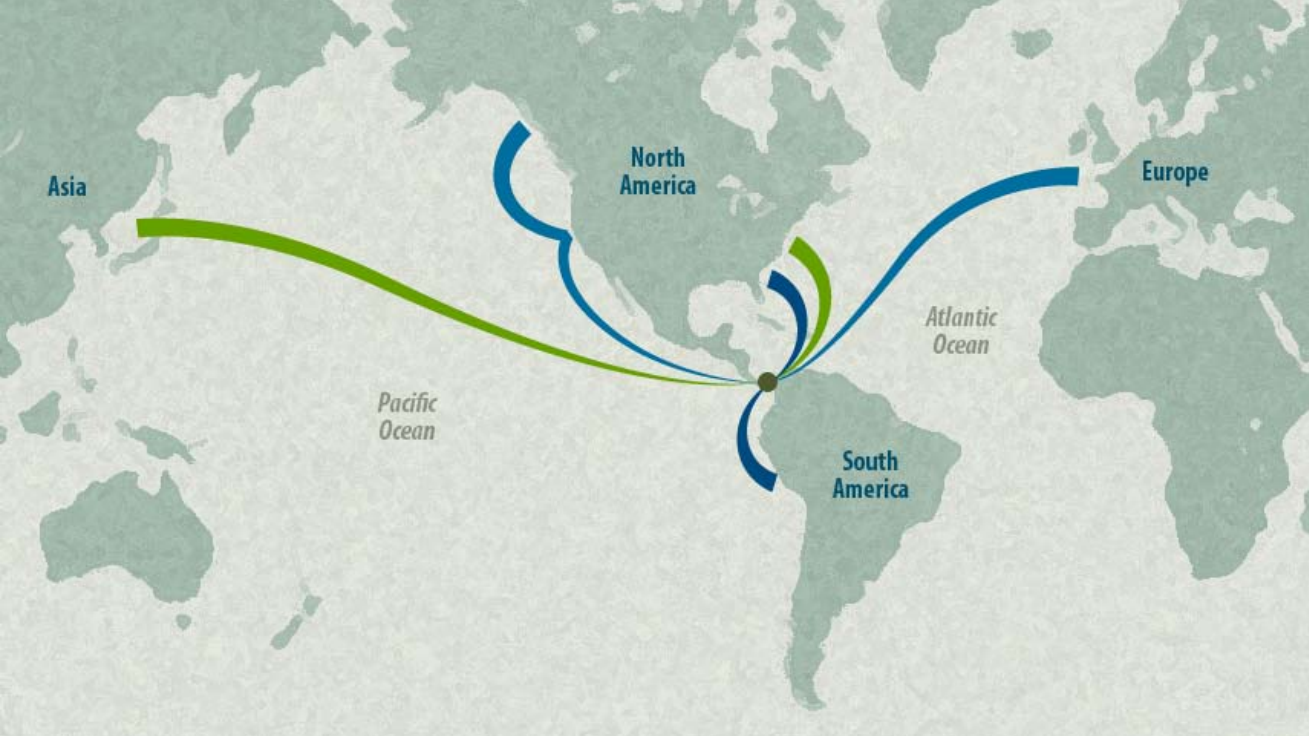 North
America
Asia
Europe
Atlantic
Ocean
Pacific
Ocean
South
America